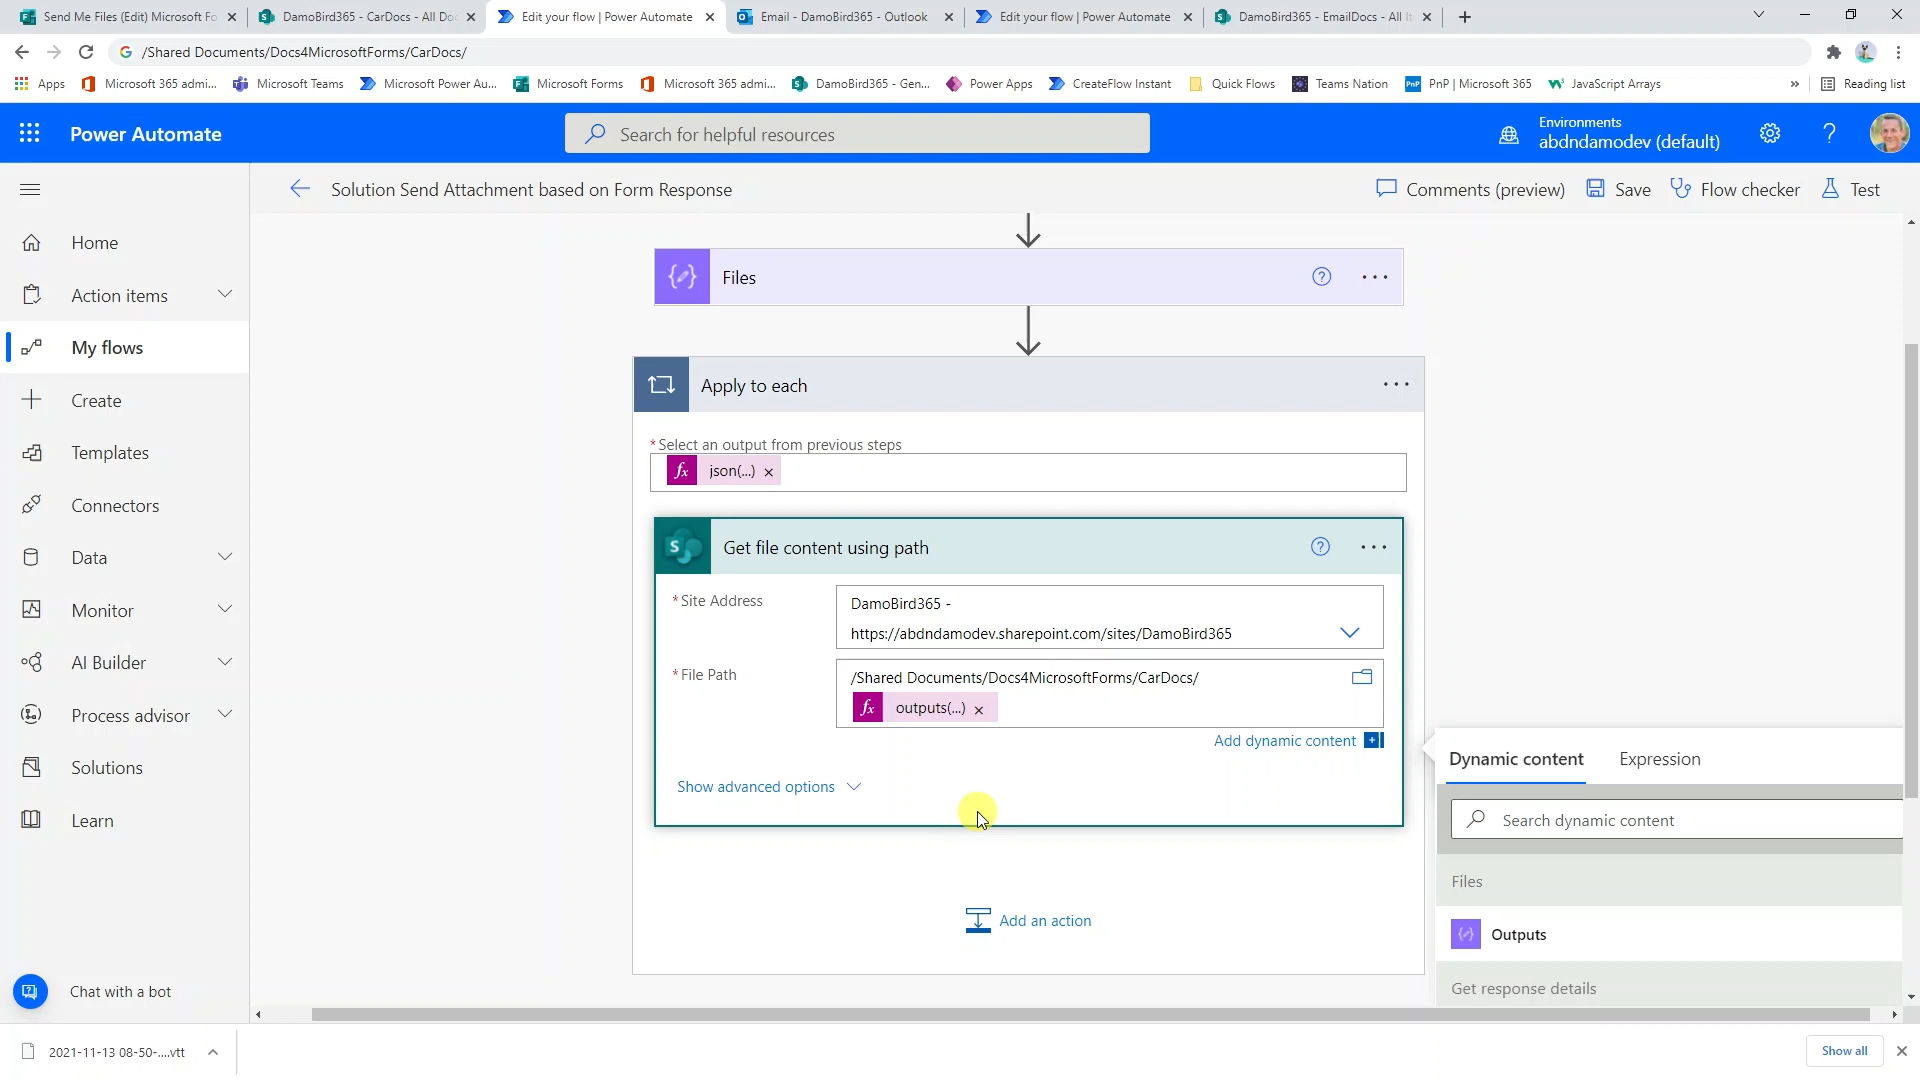 Send Me Files (Edit) Microsoft Fo
DamoBird365 - CarDocs - All Doc
Edit your flow | Power Automate
Email - DamoBird365 - Outlook
Edit your flow | Power Automate
DamoBird365 - EmailDocs - All It
/Shared Documents/Docs4MicrosoftForms/CarDocs/
Apps
Microsoft 365 admi...
Microsoft Teams
Microsoft Power Au...
Microsoft Forms
Microsoft 365 admi...
DamoBird365 - Gen...
Power Apps
CreateFlow Instant
Quick Flows
Teams Nation
PnP | Microsoft 365
JavaScript Arrays
Reading list
Power Automate
Search for helpful resources
Environments
abdndamodev (default)
Solution Send Attachment based on Form Response
Comments (preview)
Save
Flow checker
Test
Home
Action items
My flows
Create
Templates
Connectors
Data
Monitor
AI Builder
Process advisor
Solutions
Learn
Chat with a bot
Files
Apply to each
* Select an output from previous steps
fx json(...) ×
Get file content using path
* Site Address
DamoBird365 -
https://abdndamodev.sharepoint.com/sites/DamoBird365
* File Path
/Shared Documents/Docs4MicrosoftForms/CarDocs/
fx outputs(...) ×
Add dynamic content
Show advanced options
Add an action
Dynamic content
Expression
Search dynamic content
Files
Outputs
Get response details
2021-11-13 08-50-....vtt
Show all